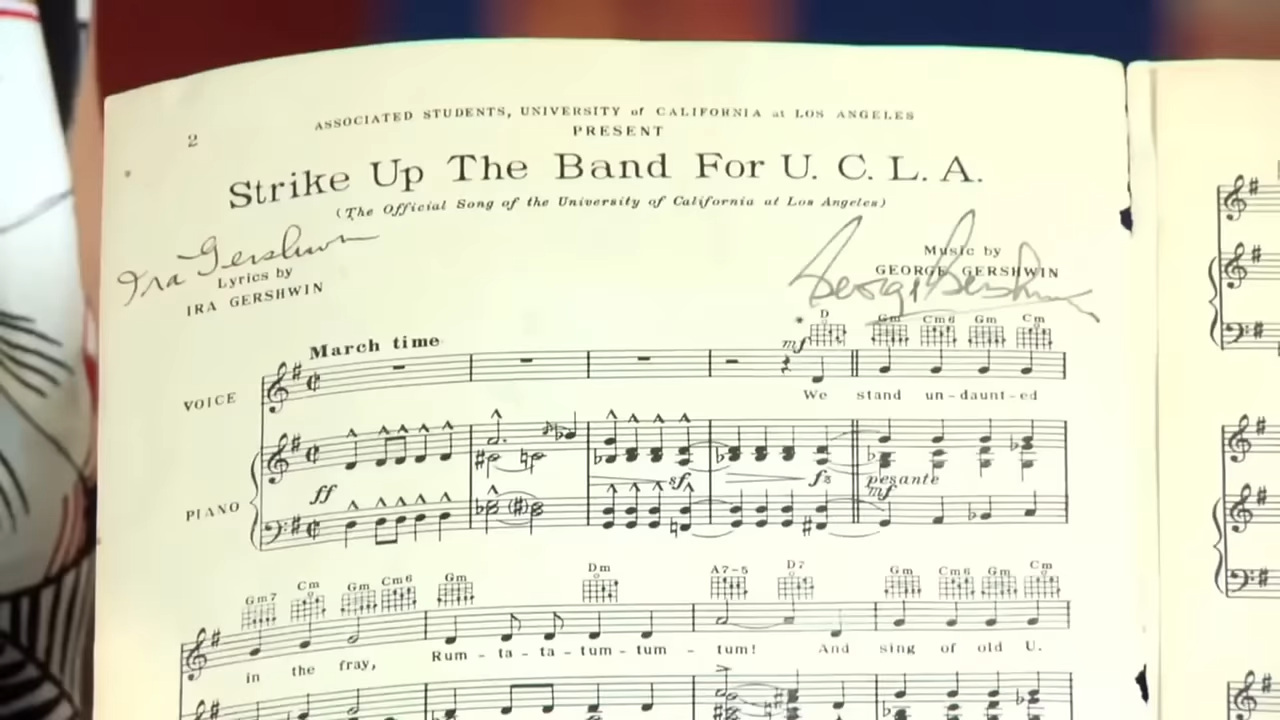 2
ASSOCIATED STUDENTS, UNIVERSITY of CALIFORNIA at LOS ANGELES
PRESENT
Strike Up The Band For U. C. L. A.
(The Official Song of the University of California at Los Angeles)
Ira Gershwin
Lyrics by
IRA GERSHWIN
George Gershwin
Music by
GEORGE GERSHWIN
March time
D Gm Cm6 Gm Cm
mf
VOICE
We stand un-daunt-ed
ff sf fz pesante
mf
PIANO
Gm7 Cm Gm Cm6 Gm Dm A7-5 D7 Gm Cm6 Gm Cm
in the fray, Rum-ta-ta-tum-tum-tum! And sing of old U.